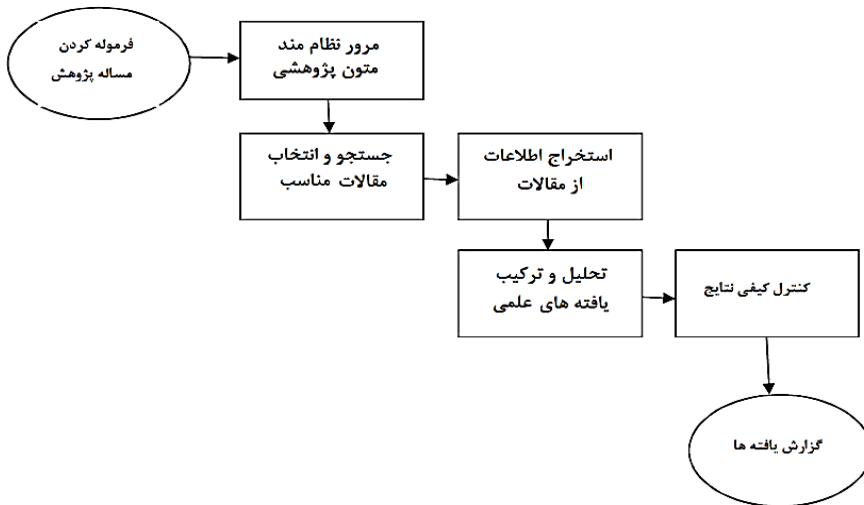 فرموله کردن
مساله پژوهش
مرور نظام مند
متون پژوهشی
جستجو و انتخاب
مقالات مناسب
استخراج اطلاعات
از مقالات
تحلیل و ترکیب
یافته های علمی
کنترل کیفی نتایج
گزارش یافته ها